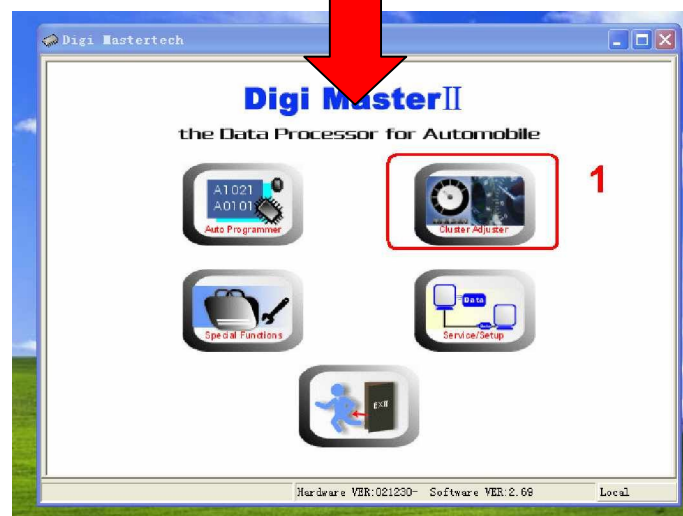 Digi Mastertech
Digi MasterII
the Data Processor for Automobile
A1021
A0101
Auto Programmer
Cluster Adjuster
1
Special Functions
Data
Service/Setup
EXIT
Hardware VER:021230- Software VER:2.69
Local